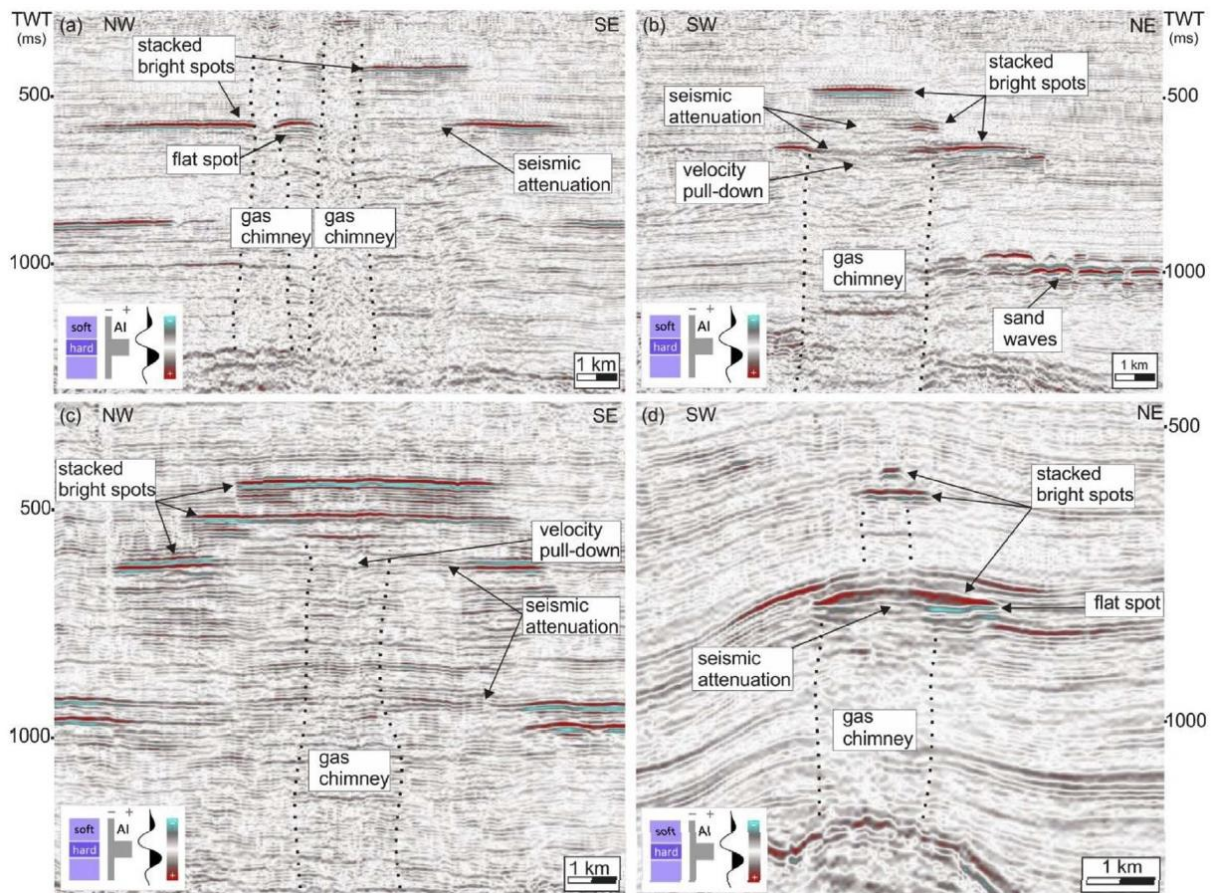 TWT
(ms)
(a) NW
SE
stacked
bright spots
500
flat spot
seismic
attenuation
gas
chimney
gas
chimney
1000
− +
soft
AI
hard
−
+
1 km
(b) SW
NE
TWT
(ms)
stacked
bright spots
500
seismic
attenuation
velocity
pull-down
gas
chimney
1000
sand
waves
− +
soft
AI
hard
−
+
1 km
(c) NW
SE
stacked
bright spots
500
velocity
pull-down
seismic
attenuation
1000
gas
chimney
− +
soft
AI
hard
−
+
1 km
(d) SW
NE
500
stacked
bright spots
flat spot
seismic
attenuation
gas
chimney
1000
− +
soft
AI
hard
−
+
1 km